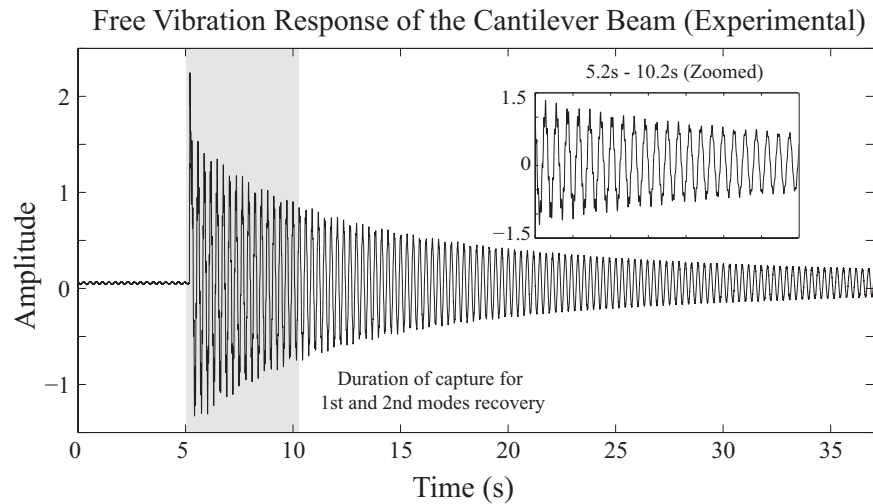 Free Vibration Response of the Cantilever Beam (Experimental)
5.2s - 10.2s (Zoomed)
1.5
0
−1.5
2
1
0
−1
Amplitude
Duration of capture for
1st and 2nd modes recovery
0 5 10 15 20 25 30 35
Time (s)